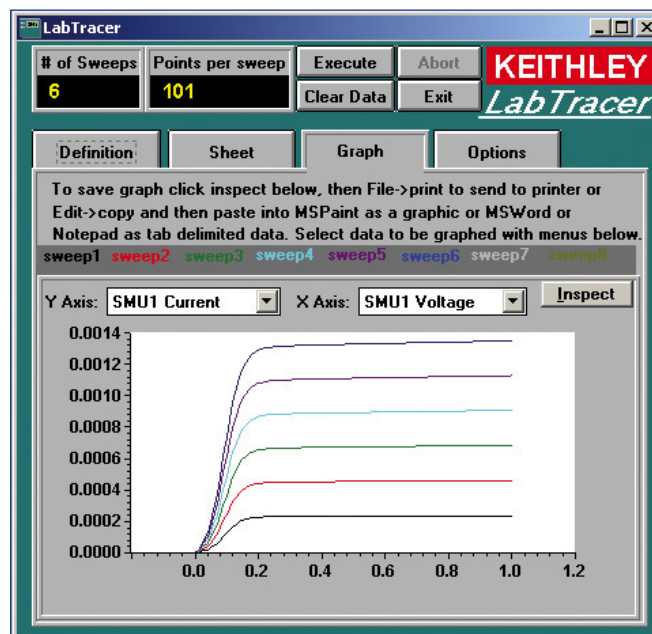 LabTracer
# of Sweeps
Points per sweep
Execute
Abort
KEITHLEY
6
101
Clear Data
Exit
LabTracer
Definition
Sheet
Graph
Options
To save graph click inspect below, then File->print to send to printer or
Edit->copy and then paste into MSPaint as a graphic or MSWord or
Notepad as tab delimited data. Select data to be graphed with menus below.
sweep1 sweep2 sweep3 sweep4 sweep5 sweep6 sweep7 sweep8
Y Axis: SMU1 Current
X Axis: SMU1 Voltage
Inspect
0.0014
0.0012
0.0010
0.0008
0.0006
0.0004
0.0002
0.0000
0.0 0.2 0.4 0.6 0.8 1.0 1.2